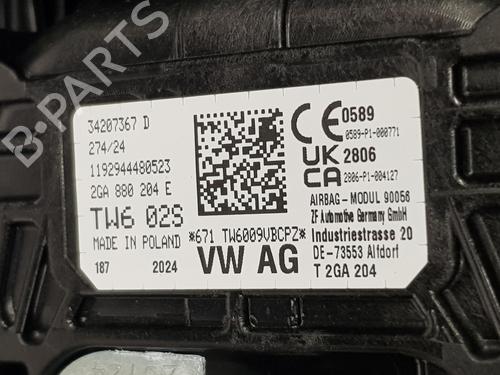 34207367 D
274/24
1192944480523
2GA 880 204 E
TW6 02S
MADE IN POLAND
187 2024
*671 TW6009VBCPZ*
VW AG
CE 0589
0589-P1-000771
UK CA 2806
2806-P1-004127
AIRBAG - MODUL 90056
ZF Automotive Germany GmbH
Industriestrasse 20
DE-73553 Alfdorf
T 2GA 204